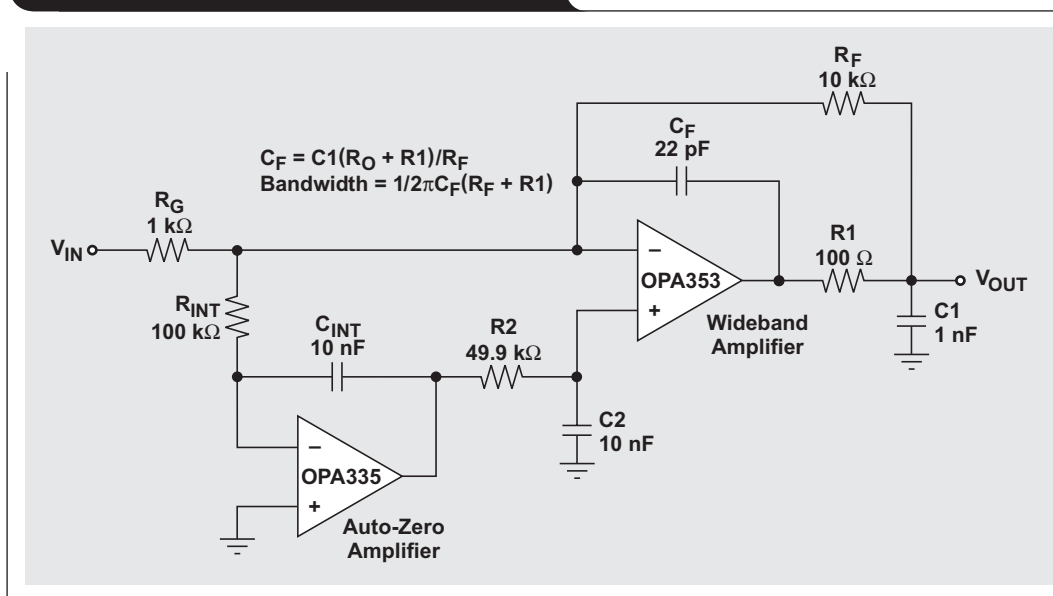 R_F
10 kΩ
C_F
22 pF
C_F = C1(R_O + R1)/R_F
Bandwidth = 1/2πC_F(R_F + R1)
R_G
1 kΩ
V_IN
R1
100 Ω
OPA353
V_OUT
R_INT
100 kΩ
C_INT
10 nF
R2
49.9 kΩ
Wideband
Amplifier
C1
1 nF
C2
10 nF
OPA335
Auto-Zero
Amplifier